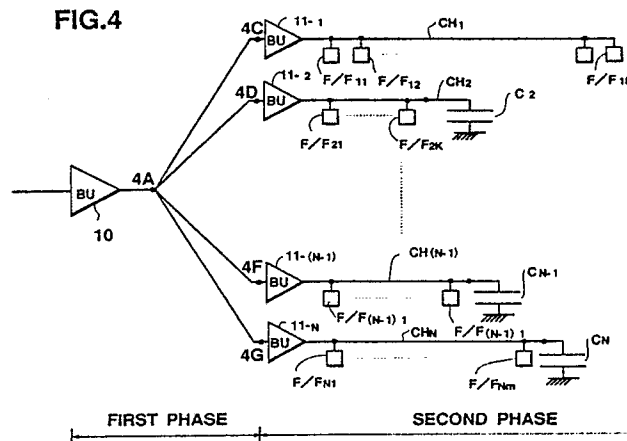 FIG.4
4C 11-1 CH1
BU
F/F11 F/F12
4D 11-2 CH2 C2
BU
F/F21 F/F2K
4A
BU
10
4F 11-(N-1) CH(N-1) CN-1
BU
F/F(N-1) 1 F/F(N-1) 1
4G 11-N CHN CN
BU
F/FN1 F/FNm
FIRST PHASE SECOND PHASE